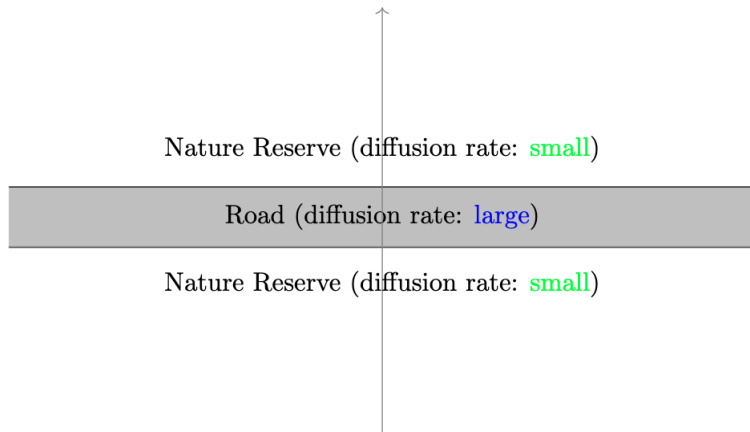 Nature Reserve (diffusion rate: small)
Road (diffusion rate: large)
Nature Reserve (diffusion rate: small)